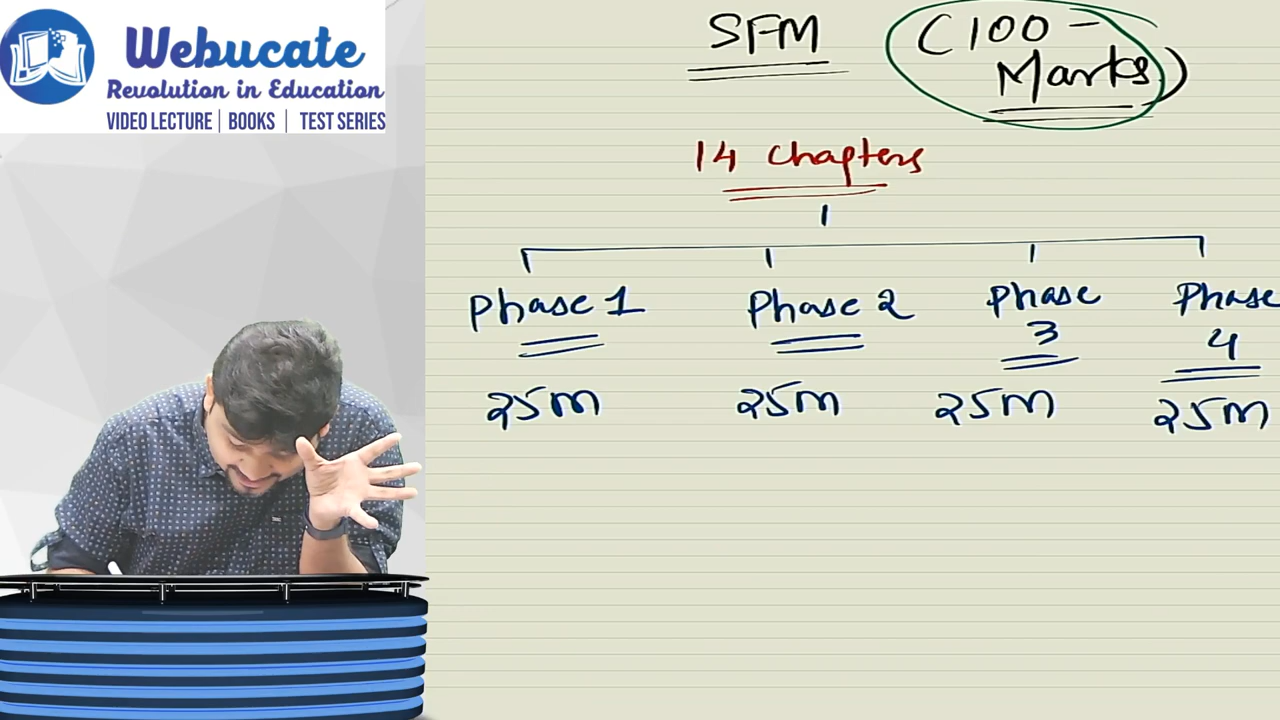 Webucate
Revolution in Education
VIDEO LECTURE | BOOKS | TEST SERIES
SFM
(100 -
Marks)
14 chapters
Phase 1
Phase 2
Phase
3
Phase
4
25M
25M
25M
25M